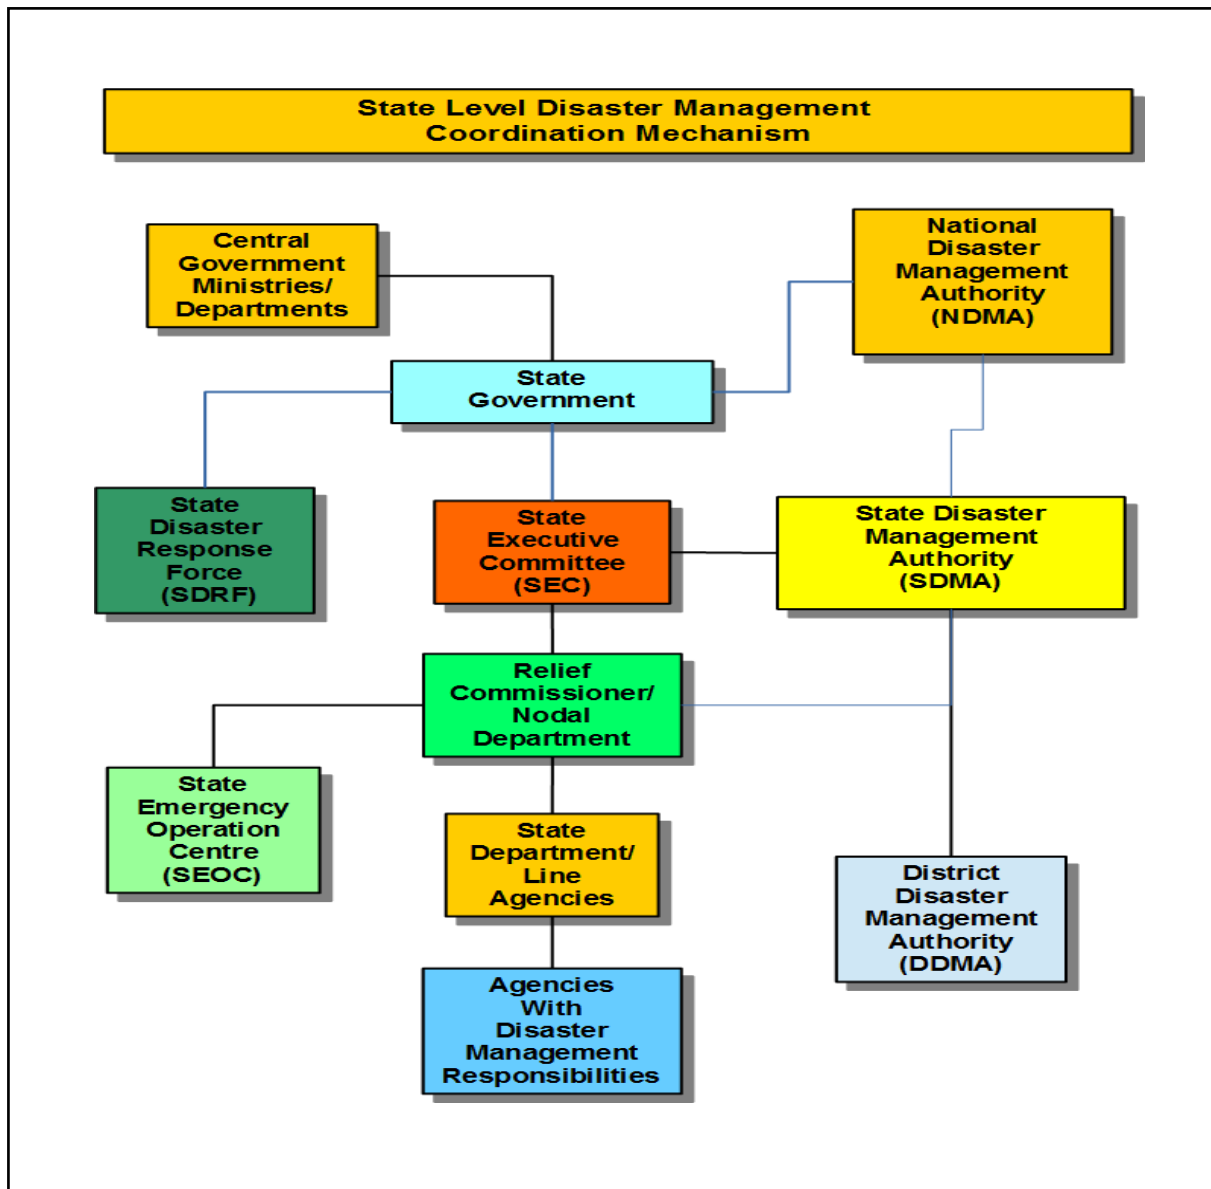 State Level Disaster Management
Coordination Mechanism
Central
Government
Ministries/
Departments
National
Disaster
Management
Authority
(NDMA)
State
Government
State
Disaster
Response
Force
(SDRF)
State
Executive
Committee
(SEC)
State Disaster
Management
Authority
(SDMA)
Relief
Commissioner/
Nodal
Department
State
Emergency
Operation
Centre
(SEOC)
State
Department/
Line
Agencies
District
Disaster
Management
Authority
(DDMA)
Agencies
With
Disaster
Management
Responsibilities